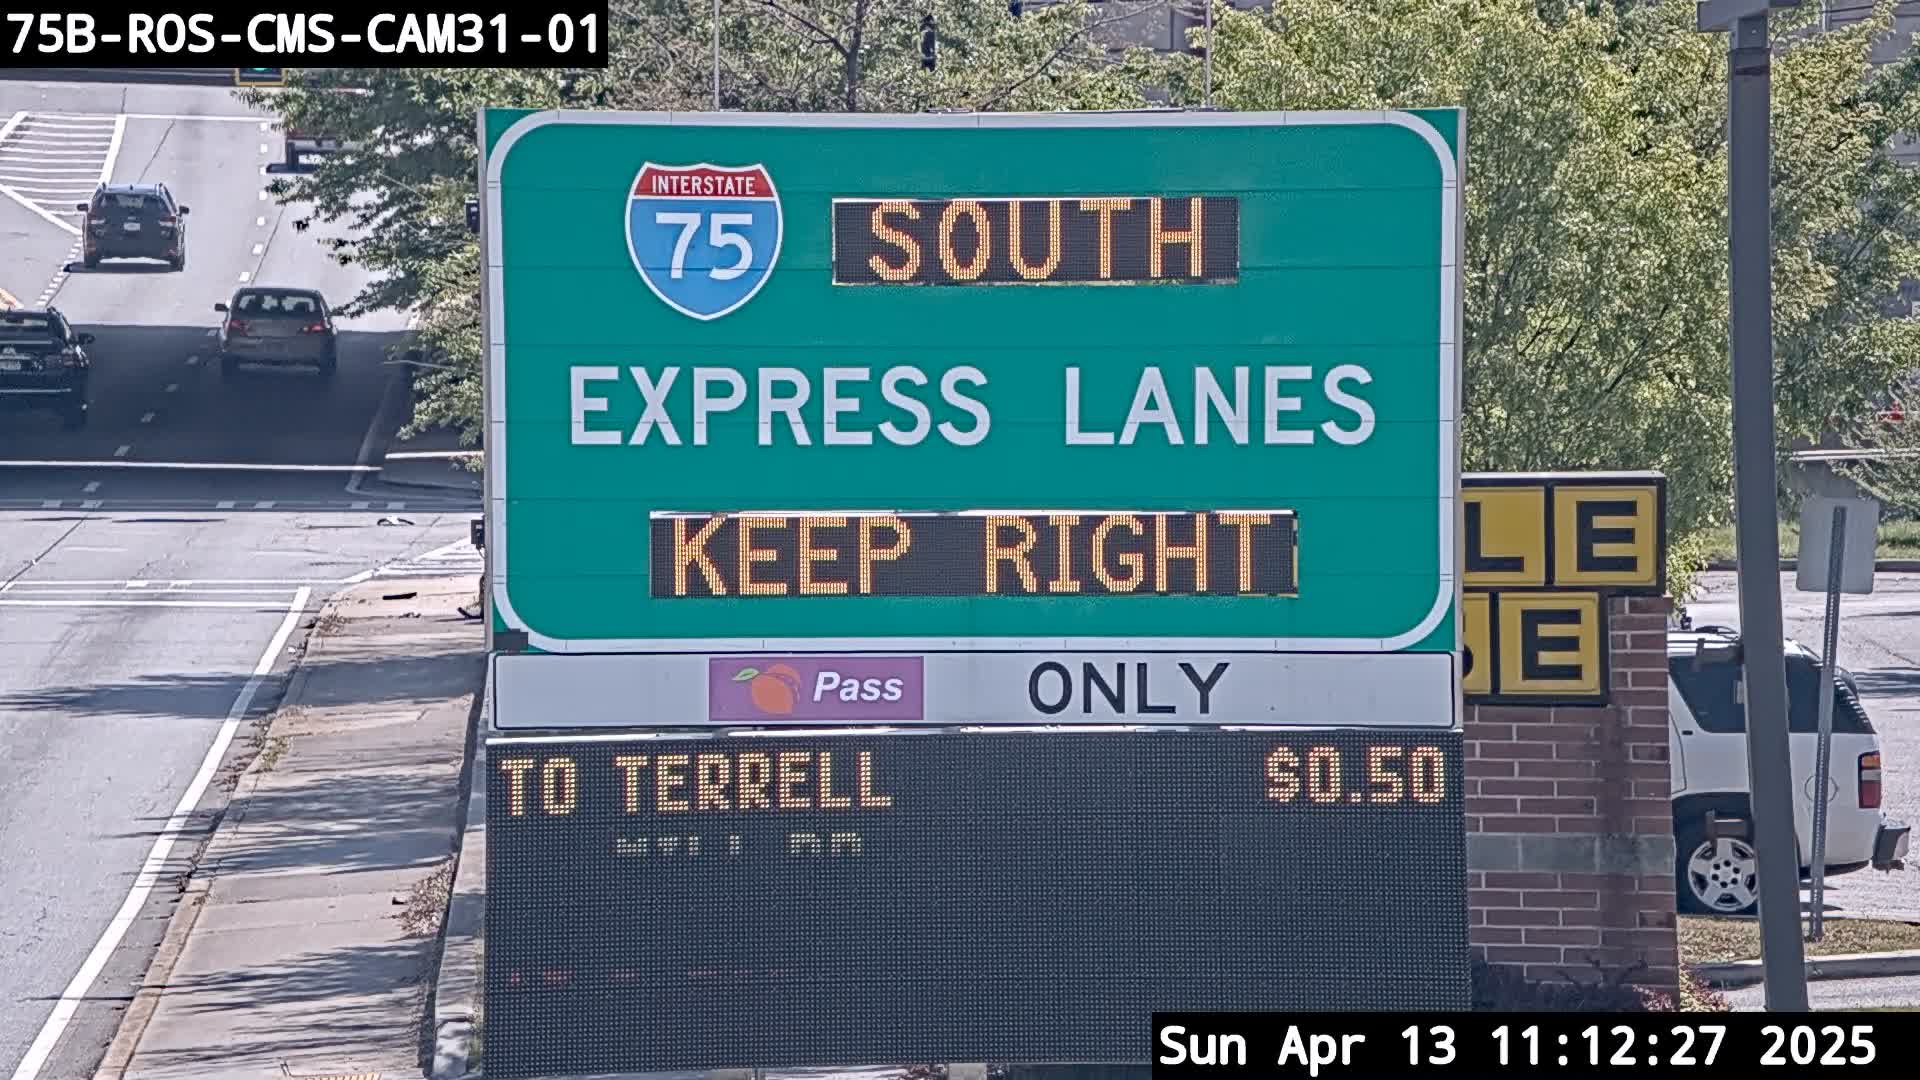 75B-ROS-CMS-CAM31-01
INTERSTATE
75
SOUTH
EXPRESS LANES
KEEP RIGHT
LE
E
Pass ONLY
TO TERRELL $0.50
Sun Apr 13 11:12:27 2025